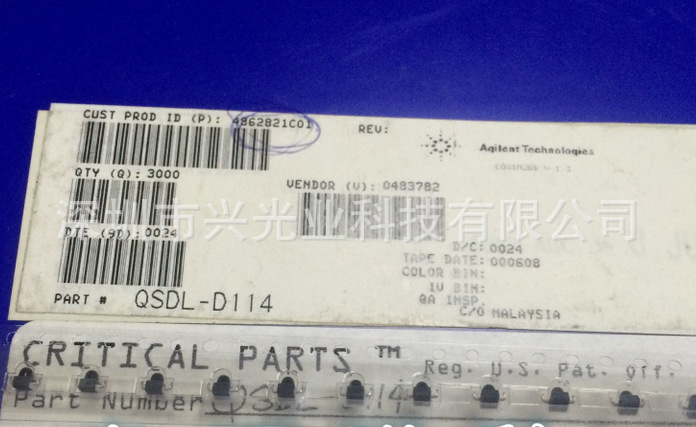 CUST PROD ID (P): 4862821C01
REV:
Agilent Technologies
QTY (Q): 3000
VENDOR (V): 0483782
深圳市兴光业科技有限公司
DTE (9D): 0024
D/C: 0024
TAPE DATE: 000608
COLOR BIN:
IV BIN:
QA INSP.
C/O MALAYSIA
PART # QSDL-D114
CRITICAL PARTS ™
Reg. U.S. Pat. Off.
Part Number QSDL-D114